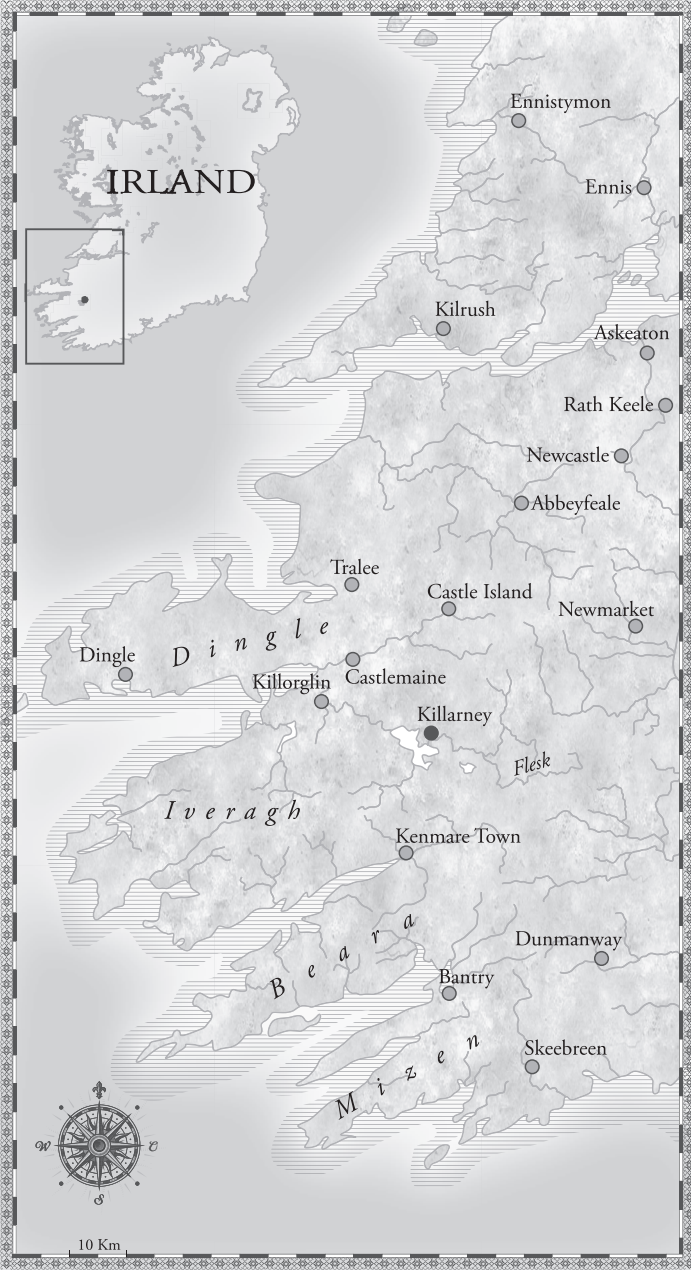 Ennistymon
IRLAND
Ennis
Kilrush
Askeaton
Rath Keele
Newcastle
Abbeyfeale
Tralee
Castle Island
Newmarket
Dingle
Dingle
Castlemaine
Killorglin
Killarney
Flesk
Iveragh
Kenmare Town
Beara
Dunmanway
Bantry
Mizen
Skeebreen
W
S
10 Km